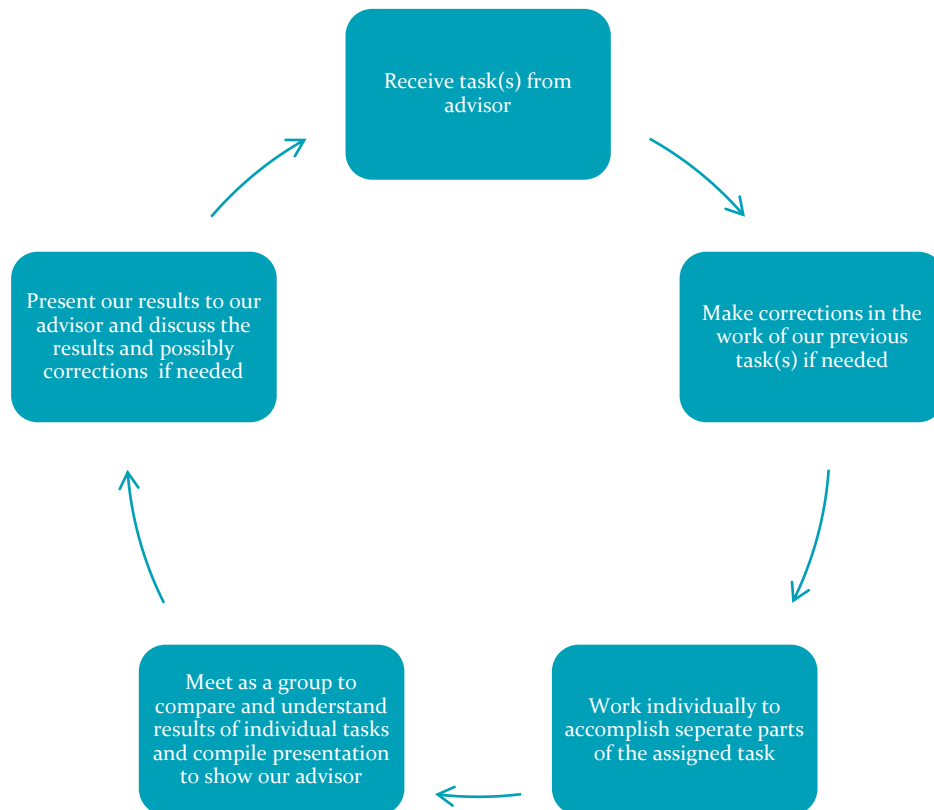 Receive task(s) from
advisor
Make corrections in the
work of our previous
task(s) if needed
Work individually to
accomplish seperate parts
of the assigned task
Meet as a group to
compare and understand
results of individual tasks
and compile presentation
to show our advisor
Present our results to our
advisor and discuss the
results and possibly
corrections  if needed